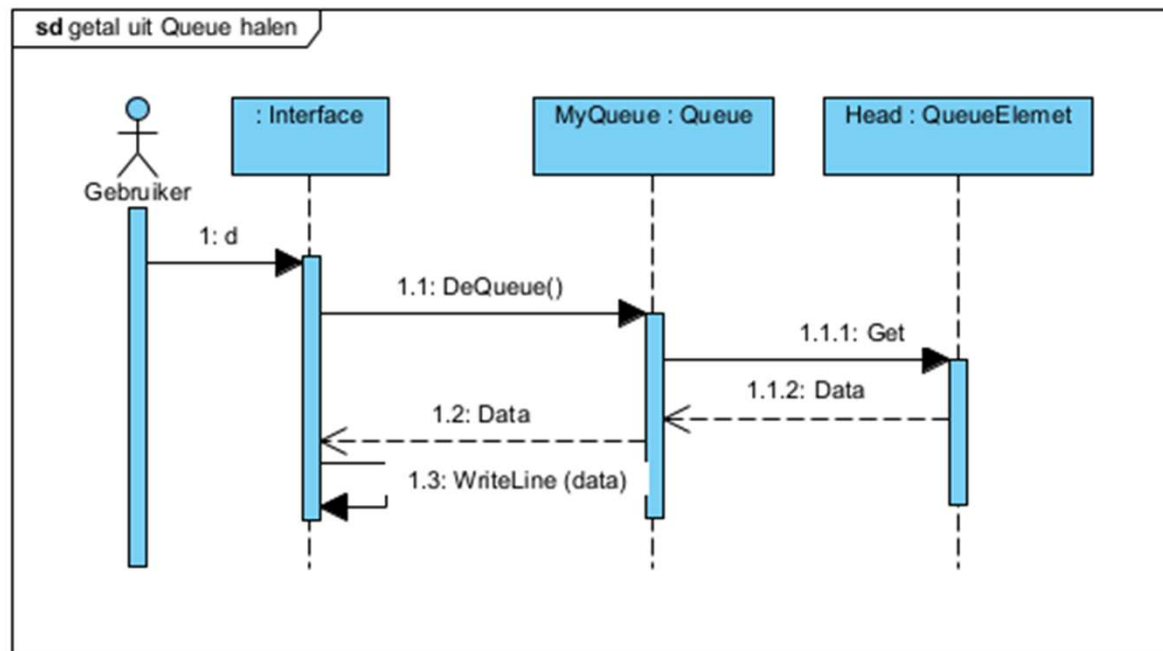 sd getal uit Queue halen
: Interface
MyQueue : Queue
Head : QueueElemet
Gebruiker
1: d
1.1: DeQueue()
1.1.1: Get
1.1.2: Data
1.2: Data
1.3: WriteLine (data)